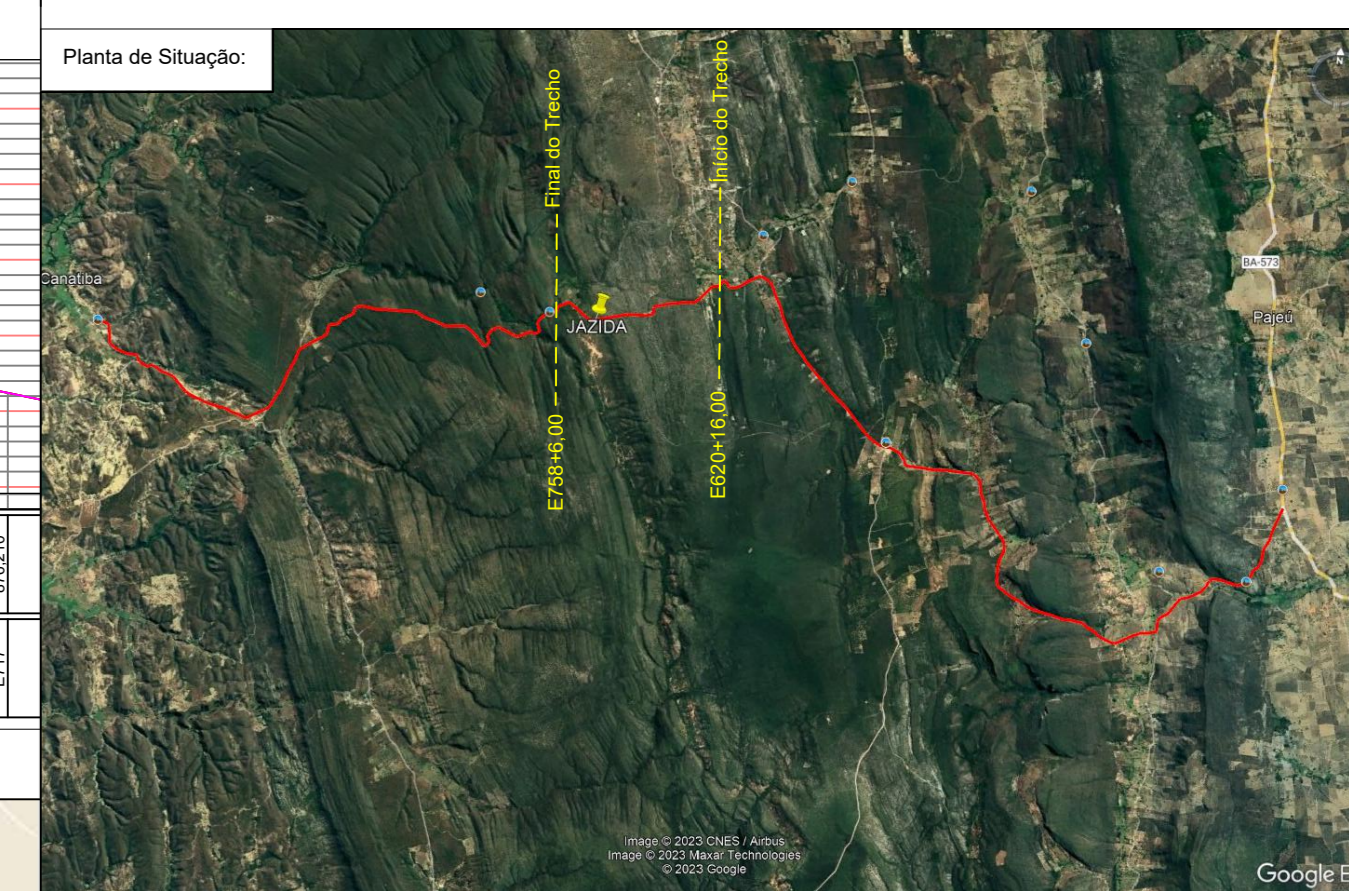 Planta de Situação:
E758+6,00 Final do Trecho
E620+16,00 Início do Trecho
N
Canatiba
JAZIDA
BA-573
Pajeú
E717
Image © 2023 CNES / Airbus
Image © 2023 Maxar Technologies
© 2023 Google
Google E